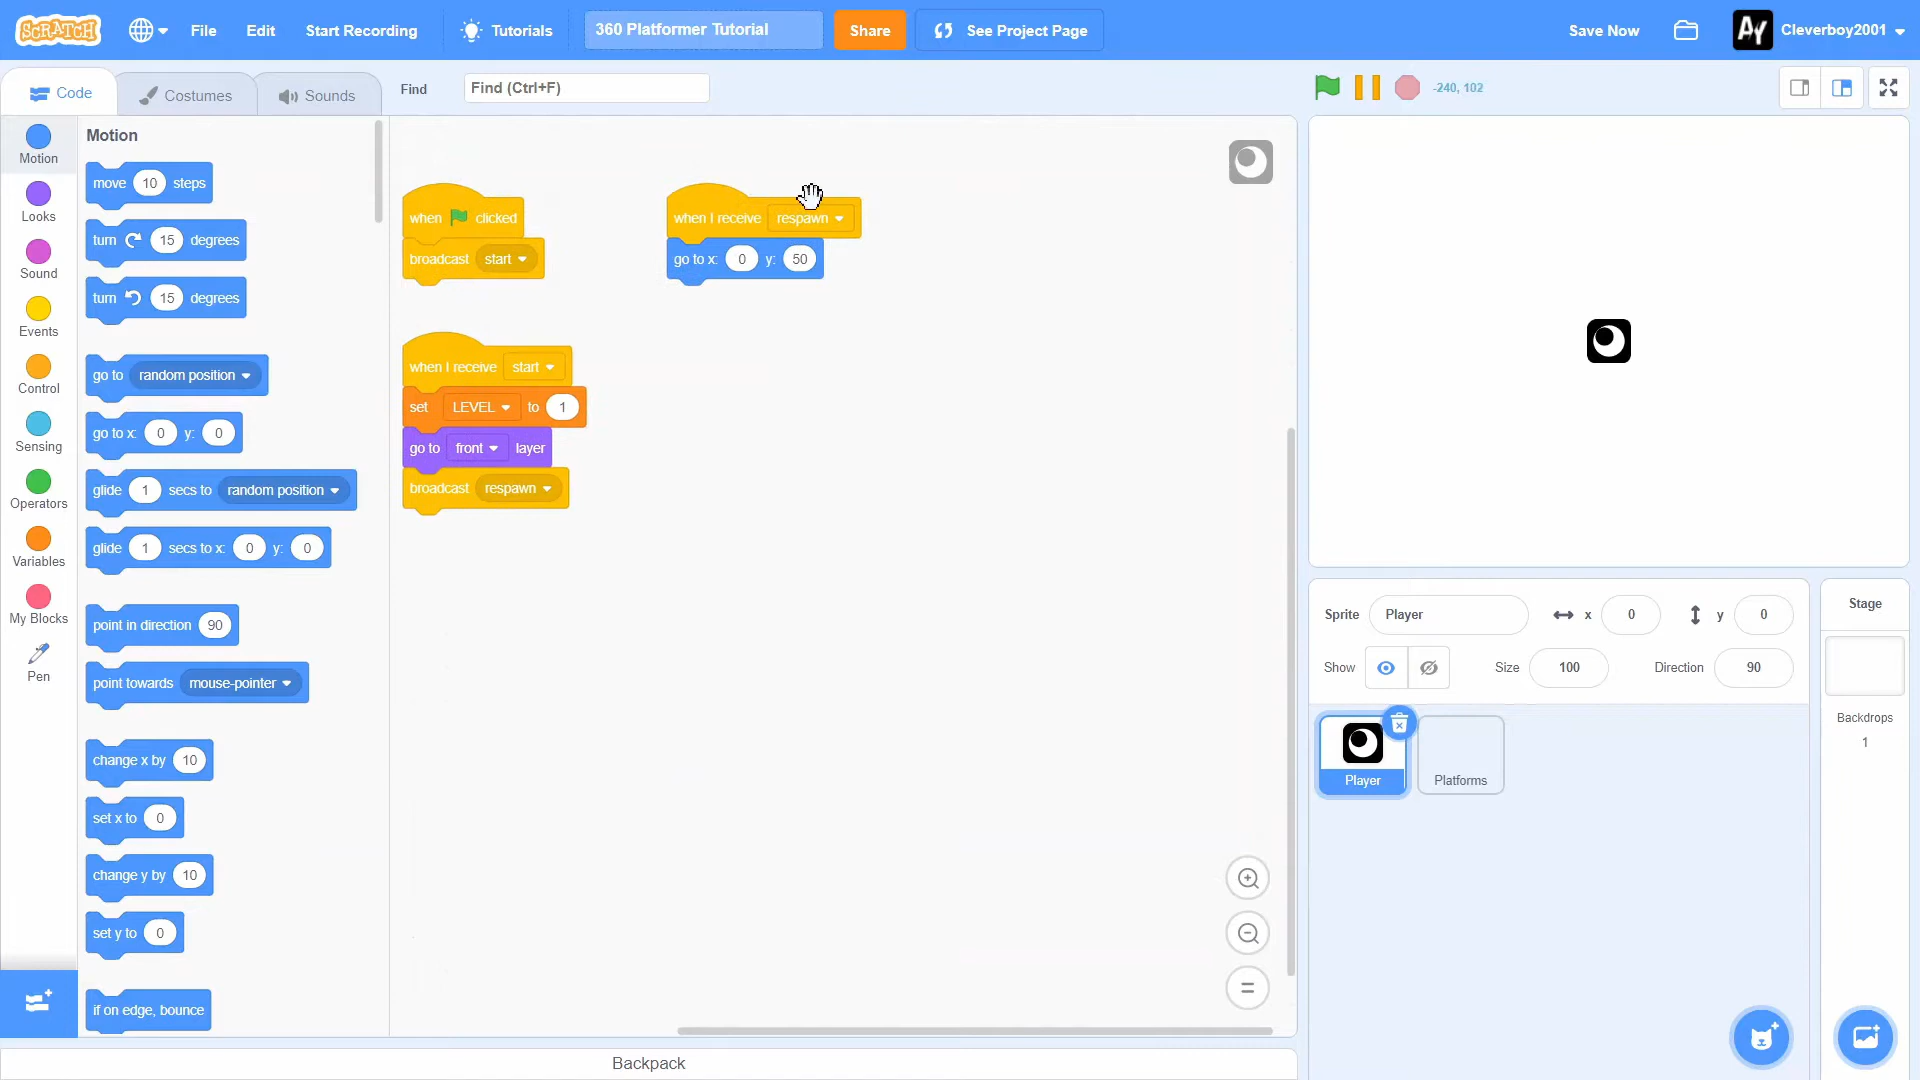 SCRATCH File Edit Start Recording Tutorials 360 Platformer Tutorial Share See Project Page Save Now Ay Cleverboy2001
Code Costumes Sounds Find Find (Ctrl+F) -240, 102
Motion
Looks
Sound
Events
Control
Sensing
Operators
Variables
My Blocks
Pen
Motion
move 10 steps
turn 15 degrees
turn 15 degrees
go to random position
go to x: 0 y: 0
glide 1 secs to random position
glide 1 secs to x: 0 y: 0
point in direction 90
point towards mouse-pointer
change x by 10
set x to 0
change y by 10
set y to 0
if on edge, bounce
when clicked
broadcast start
when I receive respawn
go to x: 0 y: 50
when I receive start
set LEVEL to 1
go to front layer
broadcast respawn
Sprite Player x 0 y 0
Show Size 100 Direction 90
Player
Platforms
Stage
Backdrops
1
Backpack